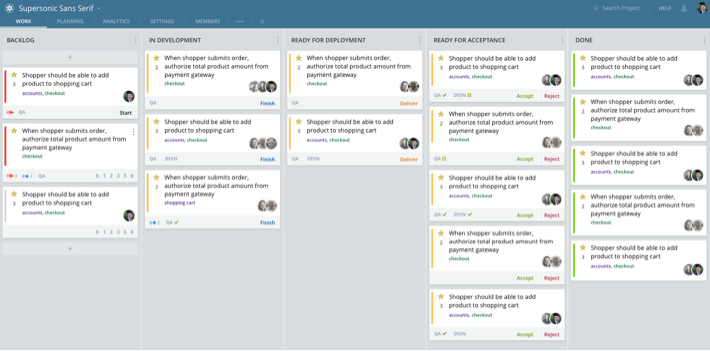 Supersonic Sans Serif
Search Project
HELP
WORK PLANNING ANALYTICS SETTINGS MEMBERS ...
BACKLOG
+
Shopper should be able to add
3 product to shopping cart
accounts, checkout
QA Start
When shopper submits order,
authorize total product amount from
payment gateway
checkout
3 2 QA 0 1 2 3 5 8
Shopper should be able to add
3 product to shopping cart
accounts, checkout
0 1 2 3 5 8
+
IN DEVELOPMENT
When shopper submits order,
2 authorize total product amount from
payment gateway
checkout
QA Finish
Shopper should be able to add
3 product to shopping cart
accounts, checkout
QA DESN Finish
When shopper submits order,
2 authorize total product amount from
payment gateway
shopping cart
2 QA Finish
READY FOR DEPLOYMENT
When shopper submits order,
2 authorize total product amount from
payment gateway
checkout
QA Deliver
Shopper should be able to add
3 product to shopping cart
accounts, checkout
QA DESN Deliver
READY FOR ACCEPTANCE
Shopper should be able to add
3 product to shopping cart
accounts, checkout
QA DESN Accept Reject
When shopper submits order,
2 authorize total product amount from
payment gateway
checkout
QA Accept Reject
Shopper should be able to add
3 product to shopping cart
accounts, checkout
QA DESN Accept Reject
When shopper submits order,
2 authorize total product amount from
payment gateway
checkout
Accept Reject
Shopper should be able to add
3 product to shopping cart
accounts, checkout
QA DESN Accept Reject
DONE
Shopper should be able to add
3 product to shopping cart
accounts, checkout
When shopper submits order,
2 authorize total product amount from
payment gateway
checkout
Shopper should be able to add
3 product to shopping cart
accounts, checkout
When shopper submits order,
2 authorize total product amount from
payment gateway
checkout
Shopper should be able to add
3 product to shopping cart
accounts, checkout